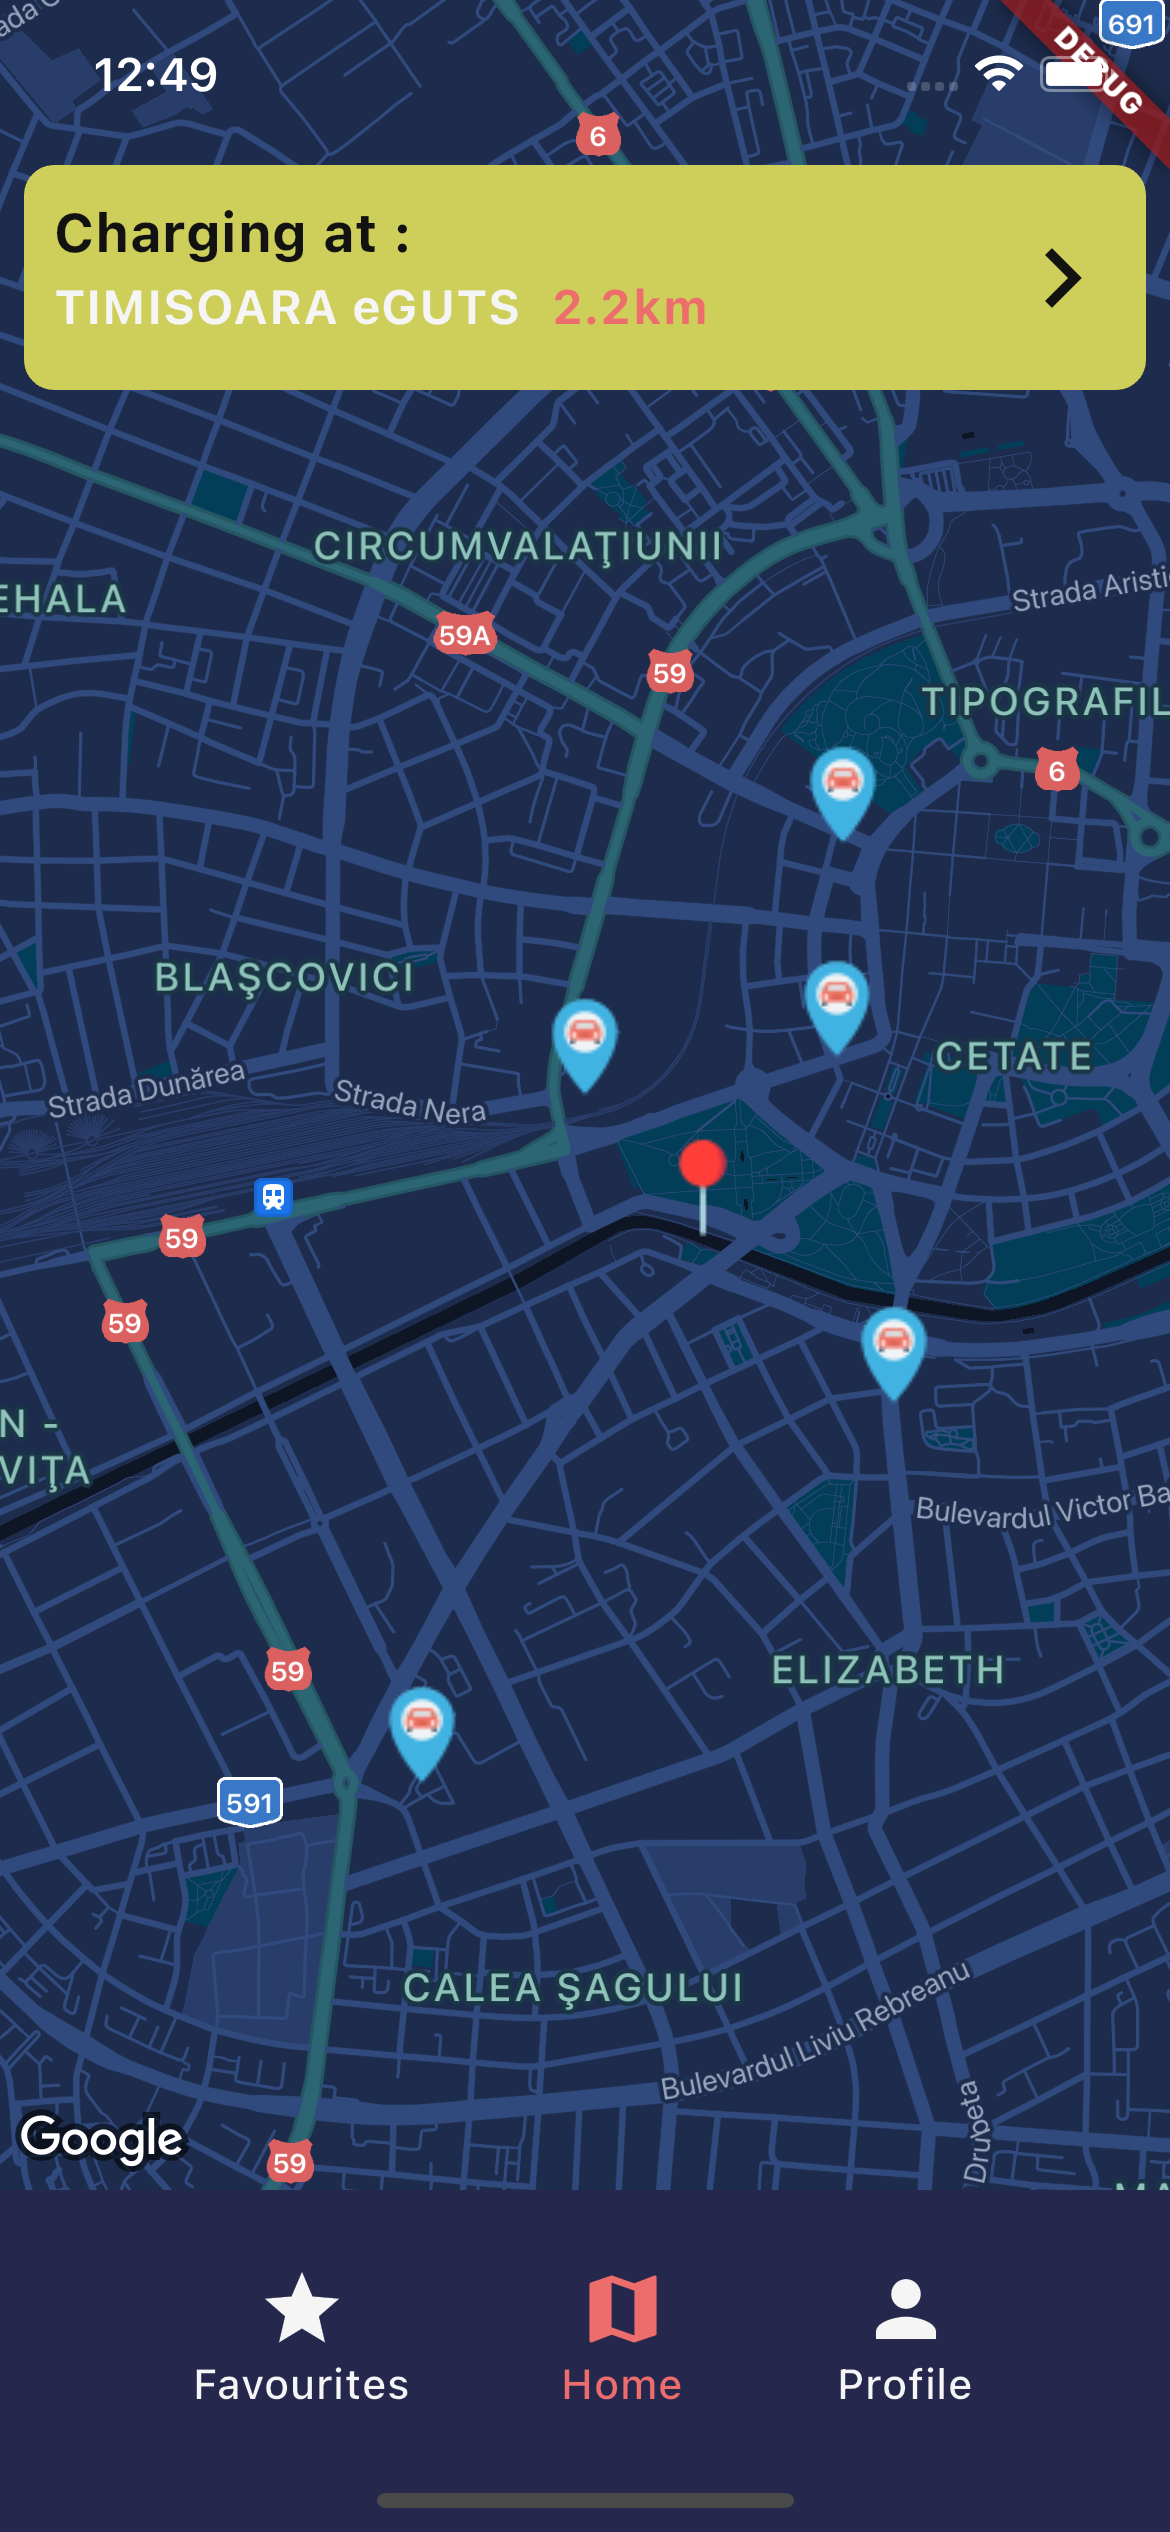 691
DEBUG
12:49
6
Charging at :
TIMISOARA eGUTS 2.2km
CIRCUMVALAŢIUNII
EHALA
Strada Aristi
59A
59
TIPOGRAFIL
6
BLAŞCOVICI
CETATE
Strada Dunărea
Strada Nera
59
59
N -
VIŢA
Bulevardul Victor Ba
59
ELIZABETH
591
CALEA ŞAGULUI
Bulevardul Liviu Rebreanu
Drubeta
Google
59
Favourites
Home
Profile